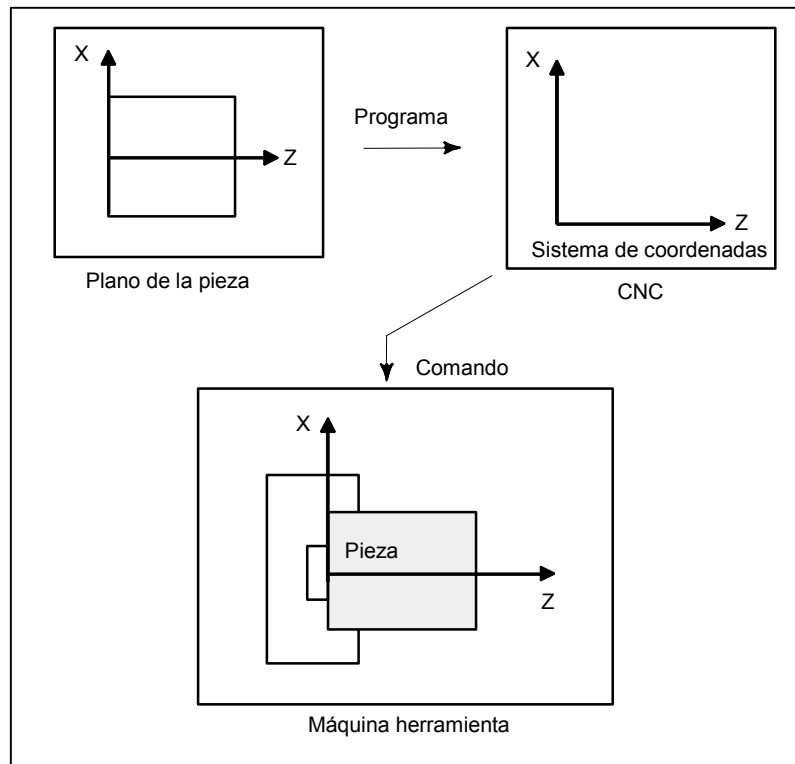 X
Z
Plano de la pieza
Programa
X
Z
Sistema de coordenadas
CNC
Comando
X
Pieza
Z
Máquina herramienta